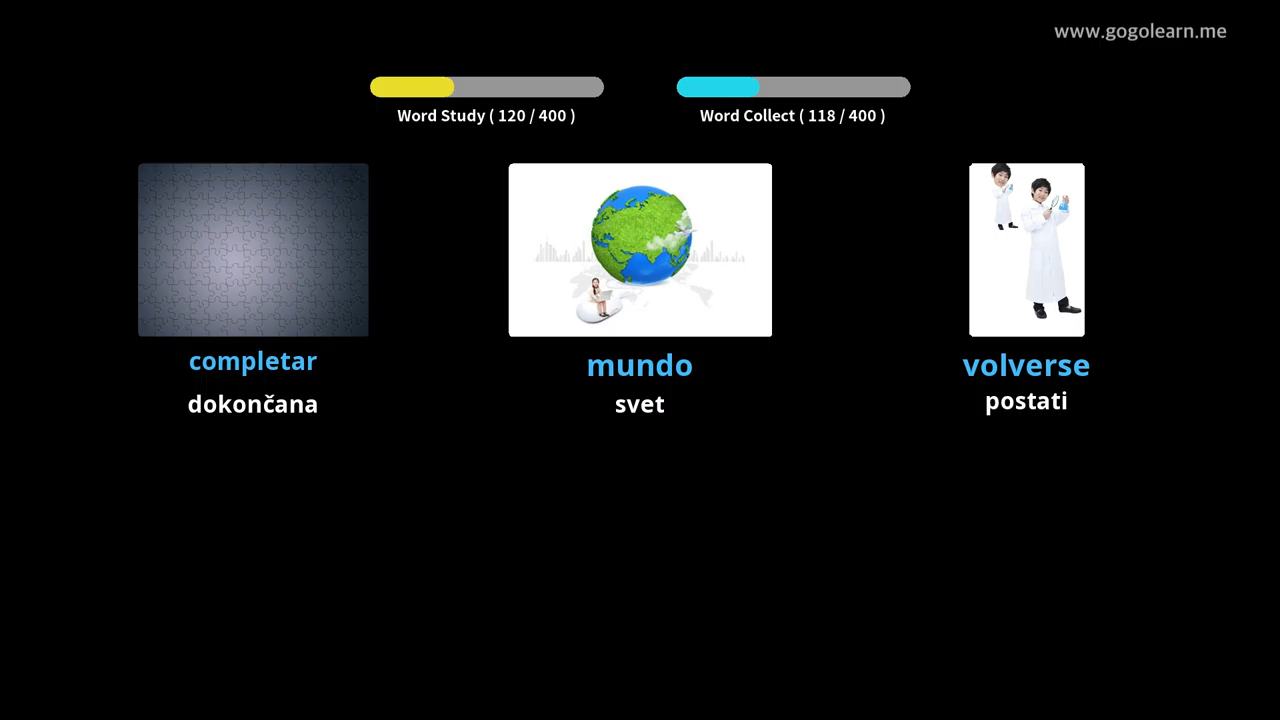 www.gogolearn.me
Word Study ( 120 / 400 )
Word Collect ( 118 / 400 )
completar
dokončana
mundo
svet
volverse
postati